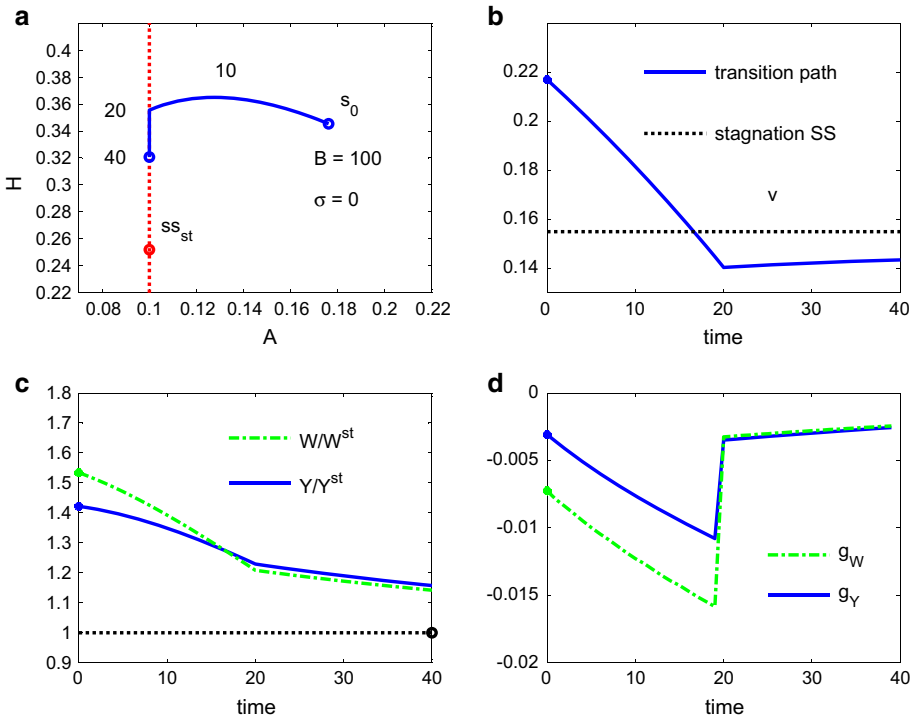 a
0.4
0.38
0.36
0.34
0.32
0.3
0.28
0.26
0.24
0.22
H
10
20
40
s0
B = 100
σ = 0
ssst
0.08 0.1 0.12 0.14 0.16 0.18 0.2 0.22
A
b
0.22
0.2
0.18
0.16
0.14
transition path
stagnation SS
v
0 10 20 30 40
time
c
1.8
1.7
1.6
1.5
1.4
1.3
1.2
1.1
1
0.9
W/Wst
Y/Yst
0 10 20 30 40
time
d
0
-0.005
-0.01
-0.015
-0.02
gW
gY
0 10 20 30 40
time